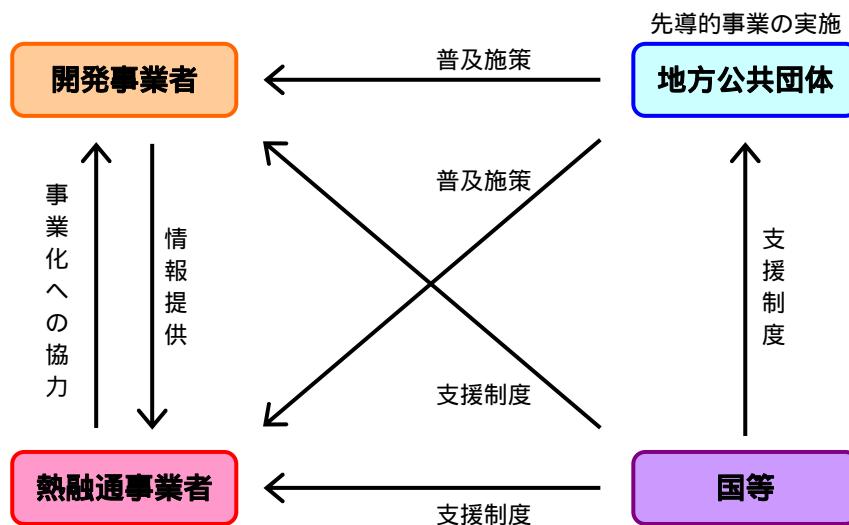 先導的事業の実施
開発事業者
普及施策
地方公共団体
普及施策
事業化への協力
情報提供
支援制度
支援制度
熱融通事業者
支援制度
国等